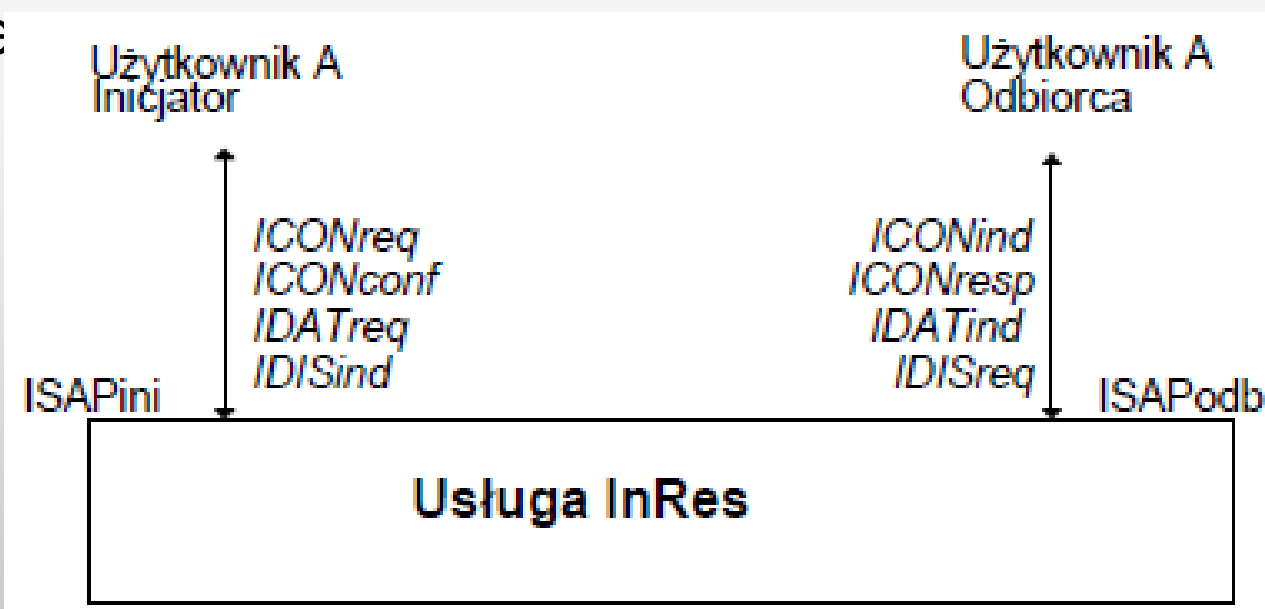 Użytkownik A
Inicjator
Użytkownik A
Odbiorca
ICONreq
ICONconf
IDATreq
IDISind
ICONind
ICONresp
IDATind
IDISreq
ISAPini
ISAPodb
Usługa InRes